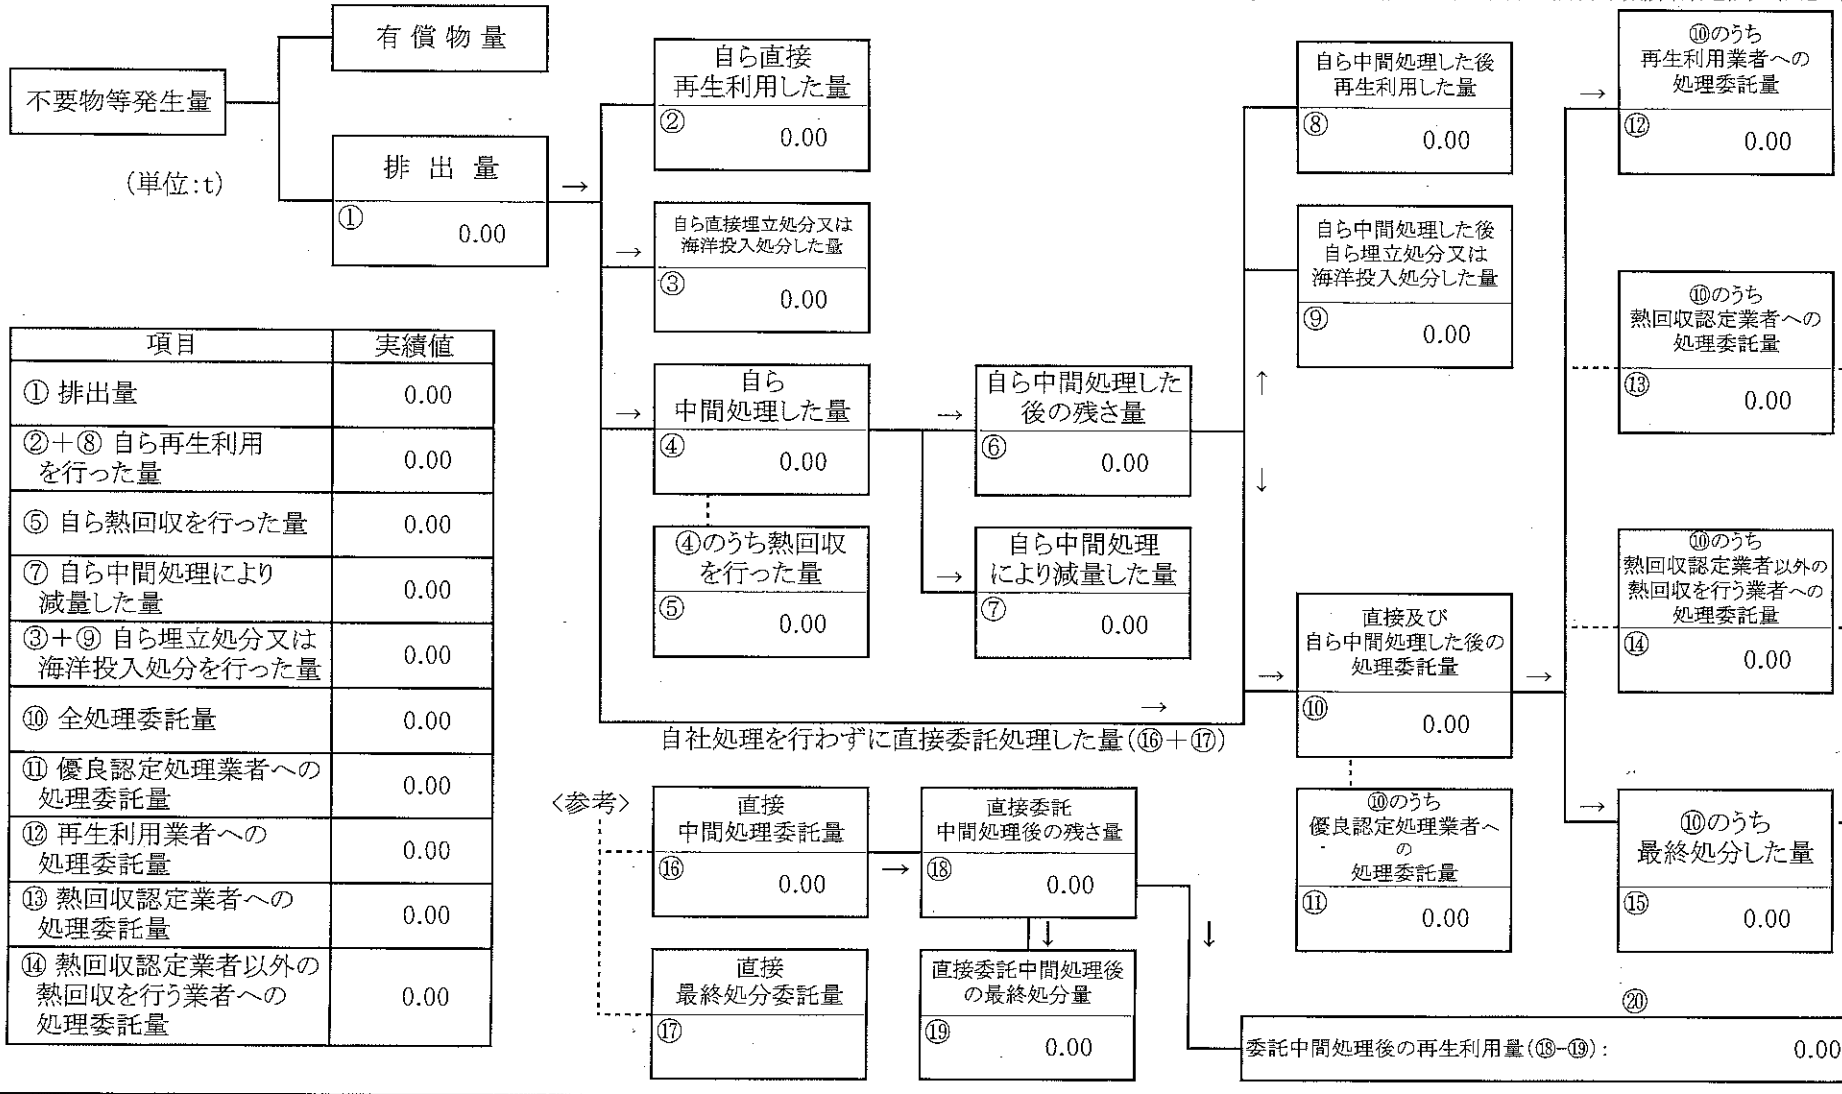 不要物等発生量
(単位:t)
有償物量
排出量
①
0.00
自ら直接
再生利用した量
②
0.00
自ら直接埋立処分又は
海洋投入処分した量
③
0.00
自ら
中間処理した量
④
0.00
④のうち熱回収
を行った量
⑤
0.00
自ら中間処理した
後の残さ量
⑥
0.00
自ら中間処理
により減量した量
⑦
0.00
自ら中間処理した後
再生利用した量
⑧
0.00
自ら中間処理した後
自ら埋立処分又は
海洋投入処分した量
⑨
0.00
直接及び
自ら中間処理した後の
処理委託量
⑩
0.00
⑩のうち
優良認定処理業者へ
の
処理委託量
⑪
0.00
⑩のうち
再生利用業者への
処理委託量
⑫
0.00
⑩のうち
熱回収認定業者への
処理委託量
⑬
0.00
⑩のうち
熱回収認定業者以外の
熱回収を行う業者への
処理委託量
⑭
0.00
⑩のうち
最終処分した量
⑮
0.00
自社処理を行わずに直接委託処理した量(⑯+⑰)
〈参考〉
直接
中間処理委託量
⑯
0.00
直接
最終処分委託量
⑰
直接委託
中間処理後の残さ量
⑱
0.00
直接委託中間処理後
の最終処分量
⑲
0.00
⑳
委託中間処理後の再生利用量(⑱-⑲): 0.00
項目 実績値
① 排出量 0.00
②+⑧ 自ら再生利用
を行った量 0.00
⑤ 自ら熱回収を行った量 0.00
⑦ 自ら中間処理により
減量した量 0.00
③+⑨ 自ら埋立処分又は
海洋投入処分を行った量 0.00
⑩ 全処理委託量 0.00
⑪ 優良認定処理業者への
処理委託量 0.00
⑫ 再生利用業者への
処理委託量 0.00
⑬ 熱回収認定業者への
処理委託量 0.00
⑭ 熱回収認定業者以外の
熱回収を行う業者への
処理委託量 0.00